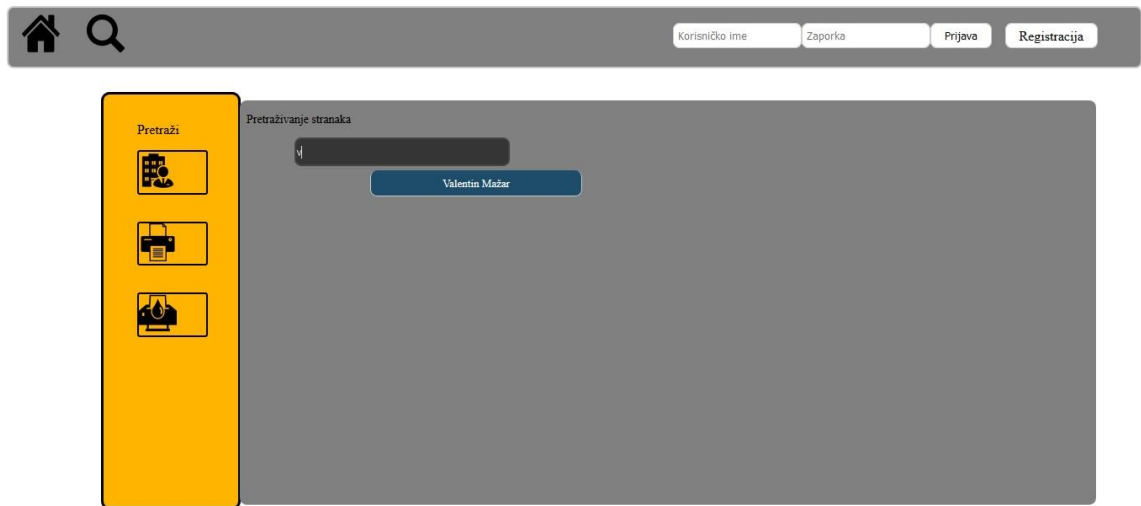 Korisničko ime
Zaporka
Prijava
Registracija
Pretraži
Pretraživanje stranaka
v
Valentin Mažar